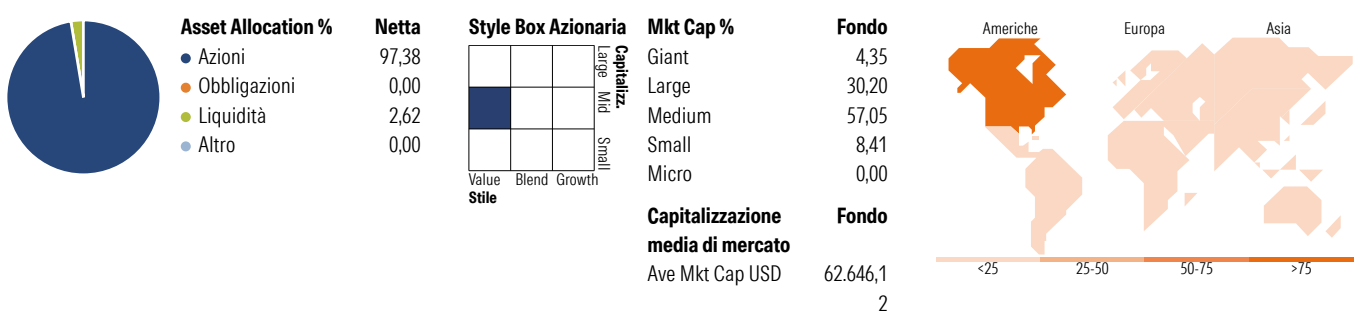 Asset Allocation % Netta
Azioni 97,38
Obbligazioni 0,00
Liquidità 2,62
Altro 0,00
Style Box Azionaria
Capitalizz.
Large Mid Small
Value Blend Growth
Stile
Mkt Cap % Fondo
Giant 4,35
Large 30,20
Medium 57,05
Small 8,41
Micro 0,00
Capitalizzazione Fondo
media di mercato
Ave Mkt Cap USD 62.646,1
2
Americhe Europa Asia
<25 25-50 50-75 >75